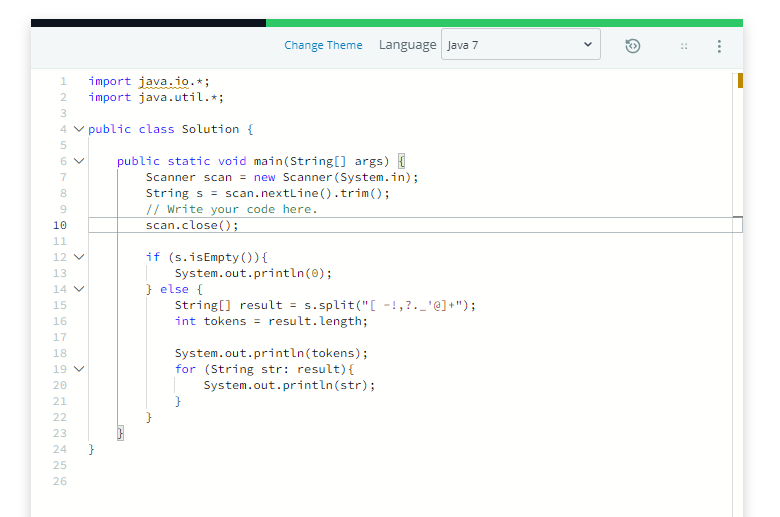 Change Theme Language Java 7
1 import java.io.*;
2 import java.util.*;
3
4 public class Solution {
5
6 public static void main(String[] args) {
7 Scanner scan = new Scanner(System.in);
8 String s = scan.nextLine().trim();
9 // Write your code here.
10 scan.close();
11
12 if (s.isEmpty()){
13 System.out.println(0);
14 } else {
15 String[] result = s.split("[ -!,?._'@]+");
16 int tokens = result.length;
17
18 System.out.println(tokens);
19 for (String str: result){
20 System.out.println(str);
21 }
22 }
23 }
24 }
25
26